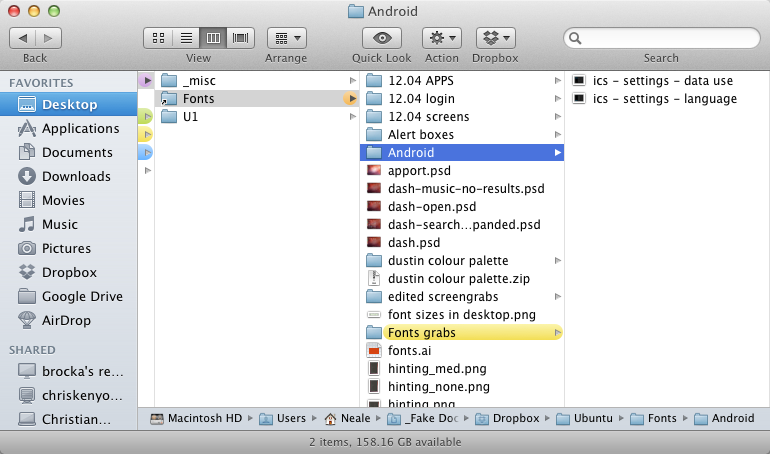 Android
Back
View
Arrange
Quick Look
Action
Dropbox
Search
FAVORITES
Desktop
Applications
Documents
Downloads
Movies
Music
Pictures
Dropbox
Google Drive
AirDrop
SHARED
brocka's re...
chriskenyo...
Christian...
_misc
Fonts
U1
12.04 APPS
12.04 login
12.04 screens
Alert boxes
Android
apport.psd
dash-music-no-results.psd
dash-open.psd
dash-search...panded.psd
dash.psd
dustin colour palette
dustin colour palette.zip
edited screengrabs
font sizes in desktop.png
Fonts grabs
fonts.ai
hinting_med.png
hinting_none.png
hinting.png
ics - settings - data use
ics - settings - language
Macintosh HD ▸ Users ▸ Neale ▸ _Fake Doc ▸ Dropbox ▸ Ubuntu ▸ Fonts ▸ Android
2 items, 158.16 GB available